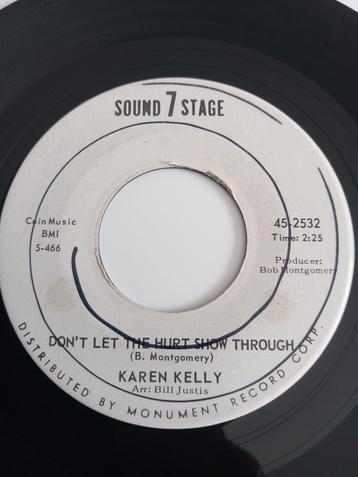 SOUND 7 STAGE
Coin Music
BMI
S-466
45-2532
Time: 2:25
Producer:
Bob Montgomery
DON'T LET THE HURT SHOW THROUGH
(B. Montgomery)
KAREN KELLY
Arr: Bill Justis
DISTRIBUTED BY MONUMENT RECORD CORP.